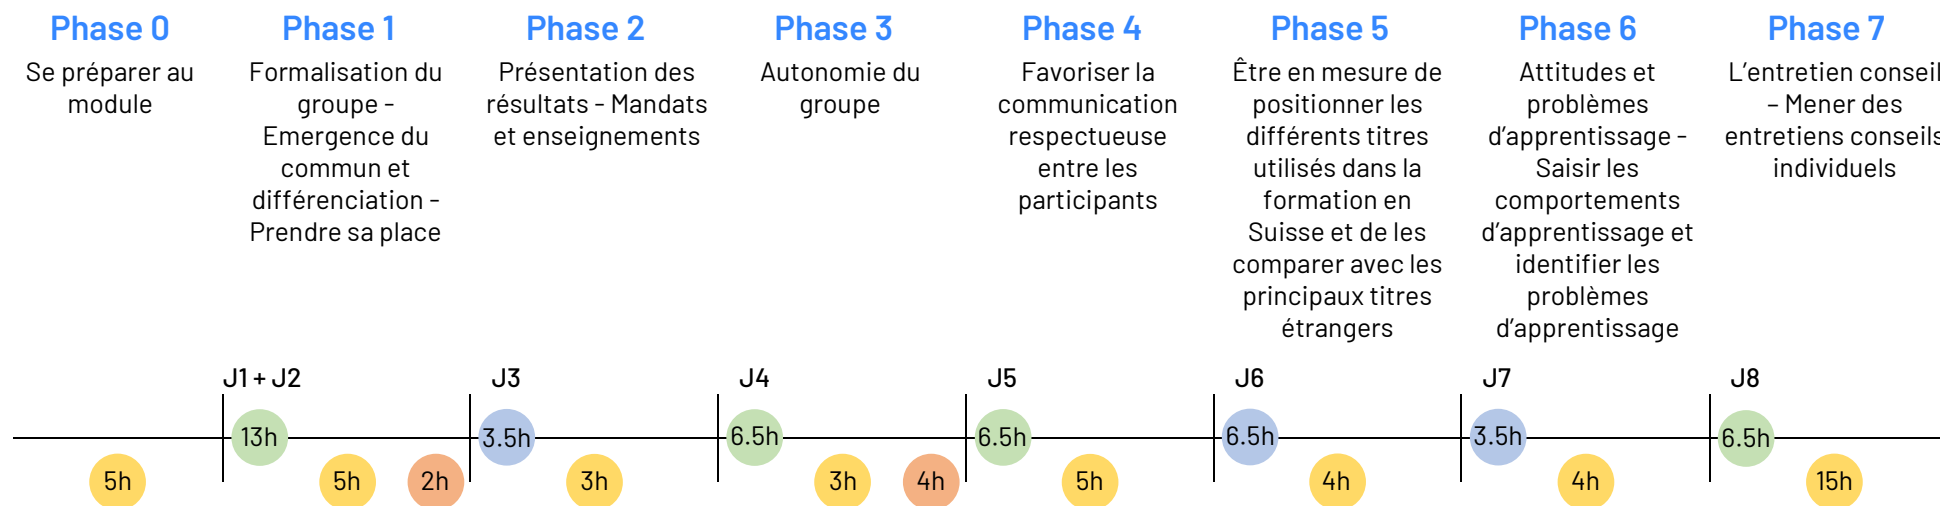 Phase 0
Se préparer au
module
Phase 1
Formalisation du
groupe -
Emergence du
commun et
différenciation -
Prendre sa place
Phase 2
Présentation des
résultats - Mandats
et enseignements
Phase 3
Autonomie du
groupe
Phase 4
Favoriser la
communication
respectueuse
entre les
participants
Phase 5
Être en mesure de
positionner les
différents titres
utilisés dans la
formation en
Suisse et de les
comparer avec les
principaux titres
étrangers
Phase 6
Attitudes et
problèmes
d'apprentissage -
Saisir les
comportements
d'apprentissage et
identifier les
problèmes
d'apprentissage
Phase 7
L'entretien conseil
– Mener des
entretiens conseils
individuels
J1 + J2
J3
J4
J5
J6
J7
J8
13h
3.5h
6.5h
6.5h
6.5h
3.5h
6.5h
5h
5h
2h
3h
3h
4h
5h
4h
4h
15h